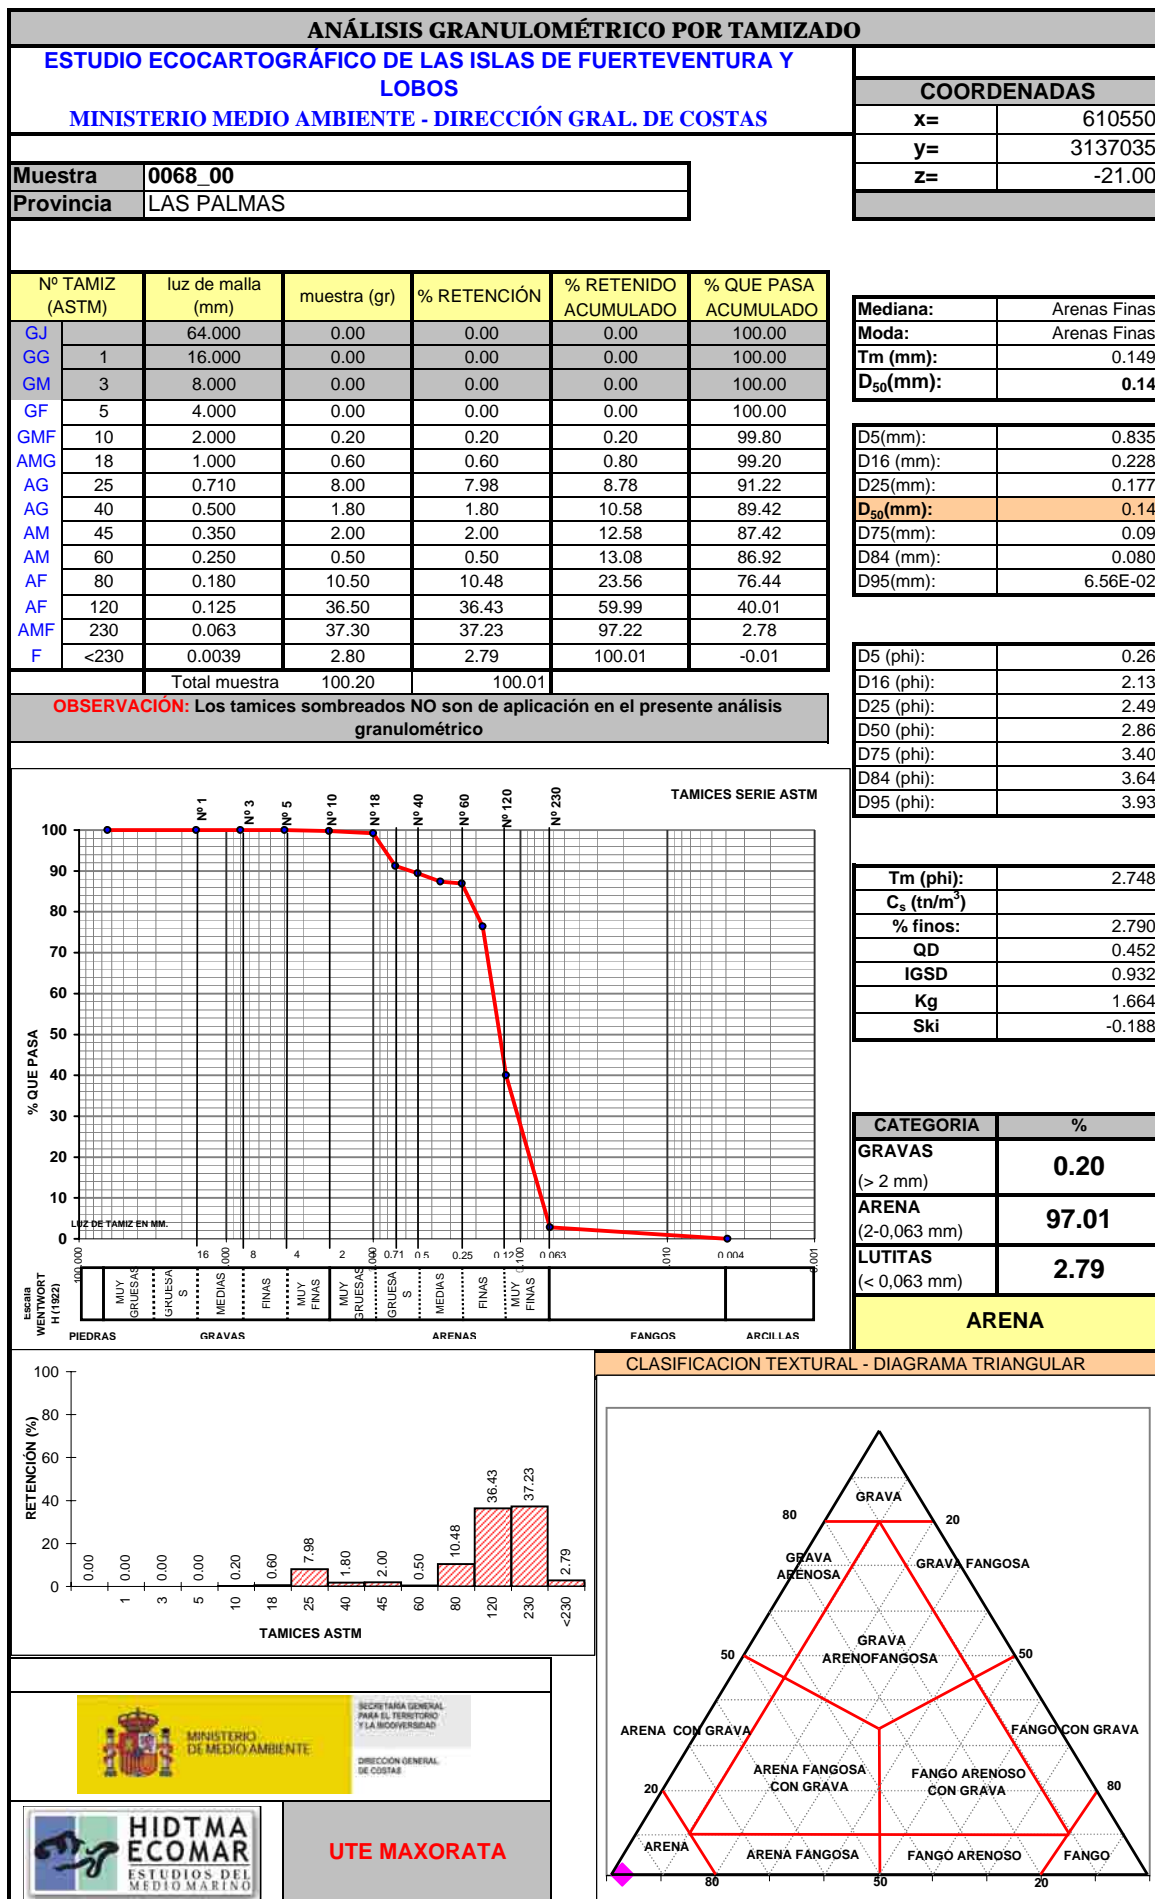 ANÁLISIS GRANULOMÉTRICO POR TAMIZADO
ESTUDIO ECOCARTOGRÁFICO DE LAS ISLAS DE FUERTEVENTURA Y
LOBOS
MINISTERIO MEDIO AMBIENTE - DIRECCIÓN GRAL. DE COSTAS
COORDENADAS
x= 610550
y= 3137035
z= -21.00
Muestra 0068_00
Provincia LAS PALMAS
Nº TAMIZ (ASTM) luz de malla (mm) muestra (gr) % RETENCIÓN % RETENIDO ACUMULADO % QUE PASA ACUMULADO
GJ 64.000 0.00 0.00 0.00 100.00
GG 1 16.000 0.00 0.00 0.00 100.00
GM 3 8.000 0.00 0.00 0.00 100.00
GF 5 4.000 0.00 0.00 0.00 100.00
GMF 10 2.000 0.20 0.20 0.20 99.80
AMG 18 1.000 0.60 0.60 0.80 99.20
AG 25 0.710 8.00 7.98 8.78 91.22
AG 40 0.500 1.80 1.80 10.58 89.42
AM 45 0.350 2.00 2.00 12.58 87.42
AM 60 0.250 0.50 0.50 13.08 86.92
AF 80 0.180 10.50 10.48 23.56 76.44
AF 120 0.125 36.50 36.43 59.99 40.01
AMF 230 0.063 37.30 37.23 97.22 2.78
F <230 0.0039 2.80 2.79 100.01 -0.01
Total muestra 100.20 100.01
OBSERVACIÓN: Los tamices sombreados NO son de aplicación en el presente análisis
granulométrico
Mediana: Arenas Finas
Moda: Arenas Finas
Tm (mm): 0.149
D50(mm): 0.14
D5(mm): 0.835
D16 (mm): 0.228
D25(mm): 0.177
D50(mm): 0.14
D75(mm): 0.09
D84 (mm): 0.080
D95(mm): 6.56E-02
D5 (phi): 0.26
D16 (phi): 2.13
D25 (phi): 2.49
D50 (phi): 2.86
D75 (phi): 3.40
D84 (phi): 3.64
D95 (phi): 3.93
Tm (phi): 2.748
Cs (tn/m3)
% finos: 2.790
QD 0.452
IGSD 0.932
Kg 1.664
Ski -0.188
CATEGORIA %
GRAVAS (> 2 mm) 0.20
ARENA (2-0,063 mm) 97.01
LUTITAS (< 0,063 mm) 2.79
ARENA
TAMICES SERIE ASTM
Nº 1 Nº 3 Nº 5 Nº 10 Nº 18 Nº 40 Nº 60 Nº 120 Nº 230
% QUE PASA
100
90
80
70
60
50
40
30
20
10
0
LUZ DE TAMIZ EN MM.
16 8 4 2 0.71 0.5 0.25 0.12 0.063 0.004
100.000 0.100
Escala WENTWORT H (1922)
MUY GRUESAS GRUESA S MEDIAS FINAS MUY FINAS MUY GRUESAS GRUESA S MEDIAS FINAS MUY FINAS
PIEDRAS GRAVAS ARENAS FANGOS ARCILLAS
RETENCIÓN (%)
100
80
60
40
20
0
0.00 0.00 0.00 0.00 0.20 0.60 7.98 1.80 2.00 0.50 10.48 36.43 37.23 2.79
1 3 5 10 18 25 40 45 60 80 120 230 <230
TAMICES ASTM
CLASIFICACION TEXTURAL - DIAGRAMA TRIANGULAR
GRAVA
80 20
GRAVA ARENOSA
GRAVA FANGOSA
GRAVA ARENOFANGOSA
50 50
ARENA CON GRAVA
FANGO CON GRAVA
ARENA FANGOSA CON GRAVA
FANGO ARENOSO CON GRAVA
20 80
ARENA ARENA FANGOSA FANGO ARENOSO FANGO
80 50 20
MINISTERIO
DE MEDIO AMBIENTE
SECRETARÍA GENERAL
PARA EL TERRITORIO
Y LA BIODIVERSIDAD
DIRECCIÓN GENERAL
DE COSTAS
HIDTMA
ECOMAR
ESTUDIOS DEL
MEDIO MARINO
UTE MAXORATA